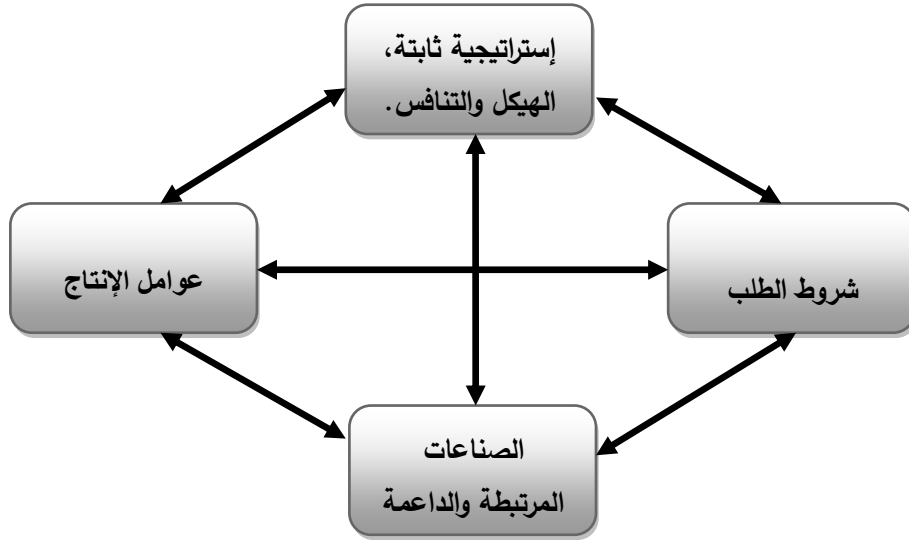 إستراتيجية ثابتة،
الهيكل والتنافس.
شروط الطلب
عوامل الإنتاج
الصناعات
المرتبطة والداعمة